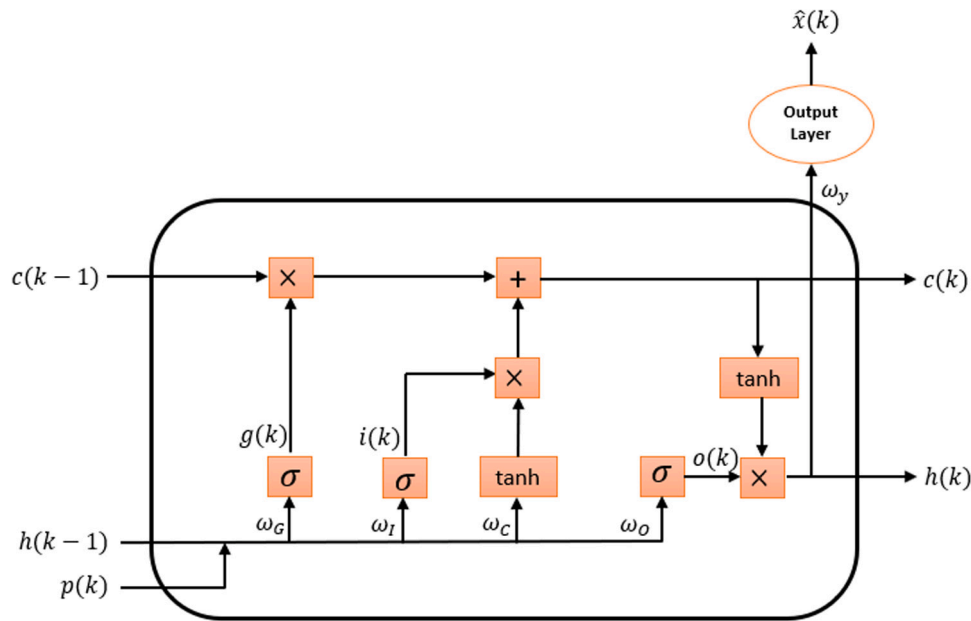 x̂(k)
Output
Layer
ω_y
c(k − 1)
×
+
c(k)
×
tanh
g(k)
i(k)
o(k)
σ
σ
tanh
σ
×
h(k)
ω_G
ω_I
ω_C
ω_O
h(k − 1)
p(k)